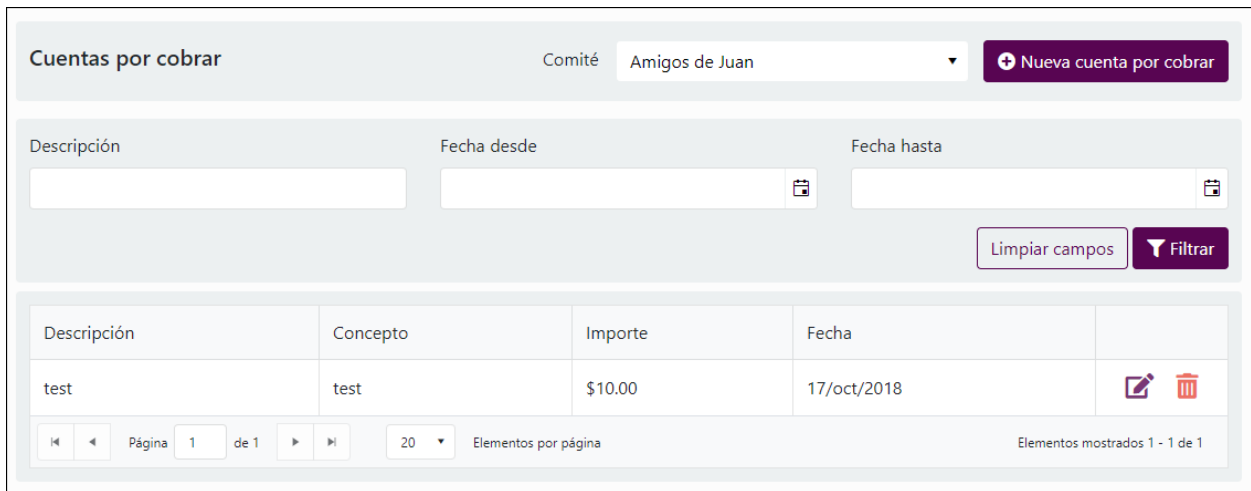 Cuentas por cobrar Comité Amigos de Juan Nueva cuenta por cobrar
Descripción Fecha desde Fecha hasta
Limpiar campos Filtrar
Descripción Concepto Importe Fecha
test test $10.00 17/oct/2018
Página 1 de 1 20 Elementos por página Elementos mostrados 1 - 1 de 1